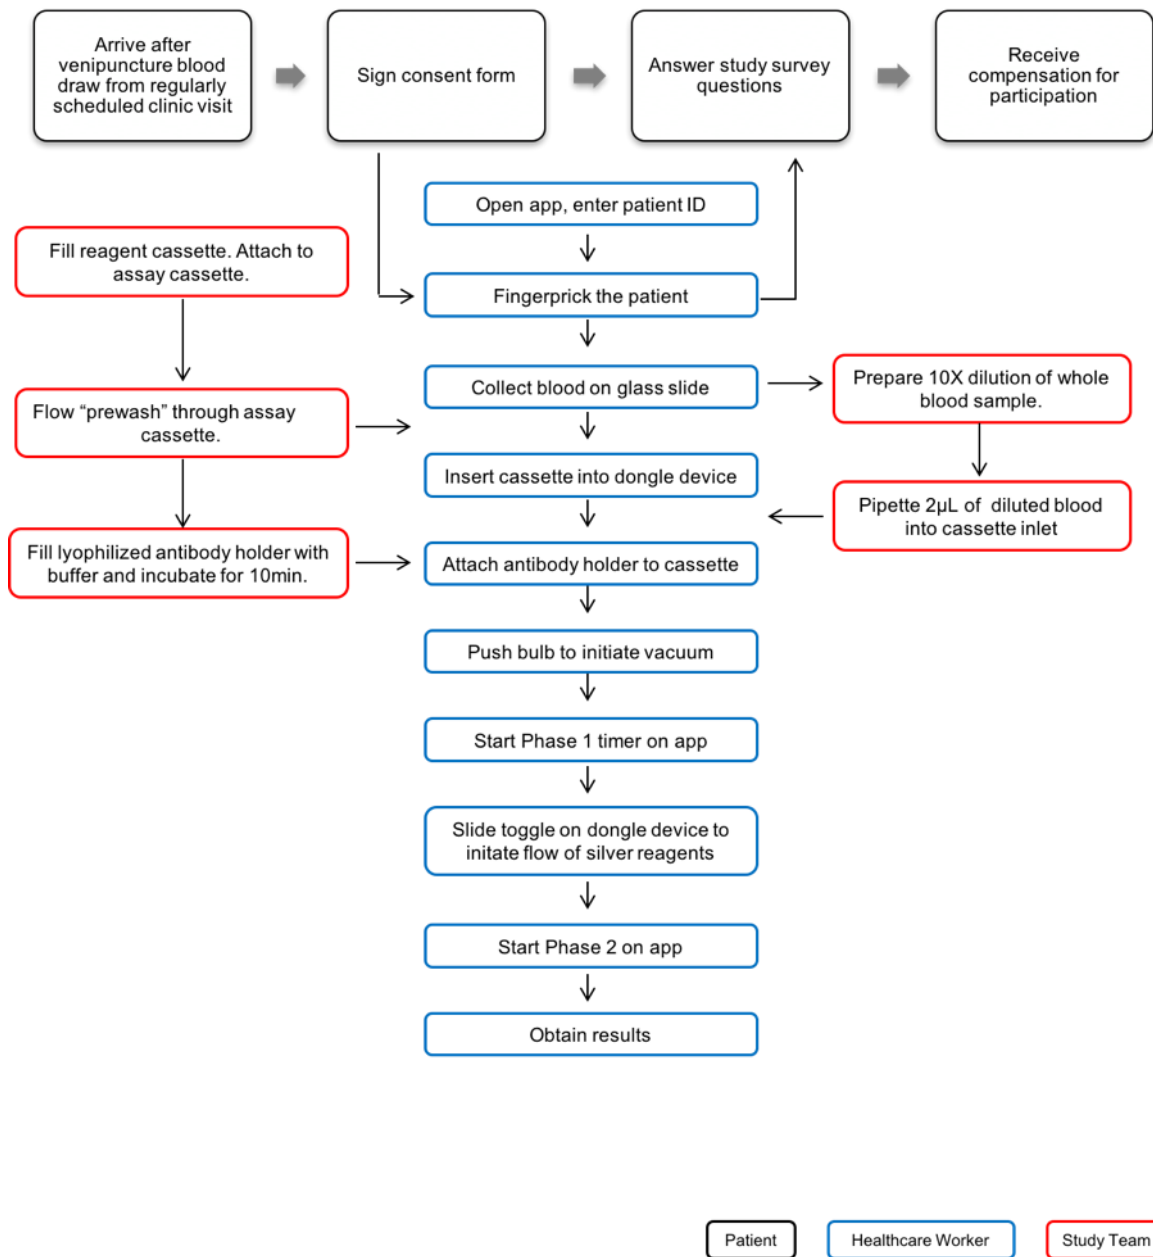 Arrive after
venipuncture blood
draw from regularly
scheduled clinic visit
Sign consent form
Answer study survey
questions
Receive
compensation for
participation
Open app, enter patient ID
Fill reagent cassette. Attach to
assay cassette.
Fingerprick the patient
Collect blood on glass slide
Prepare 10X dilution of whole
blood sample.
Flow “prewash” through assay
cassette.
Insert cassette into dongle device
Pipette 2µL of  diluted blood
into cassette inlet
Fill lyophilized antibody holder with
buffer and incubate for 10min.
Attach antibody holder to cassette
Push bulb to initiate vacuum
Start Phase 1 timer on app
Slide toggle on dongle device to
initate flow of silver reagents
Start Phase 2 on app
Obtain results
Patient
Healthcare Worker
Study Team